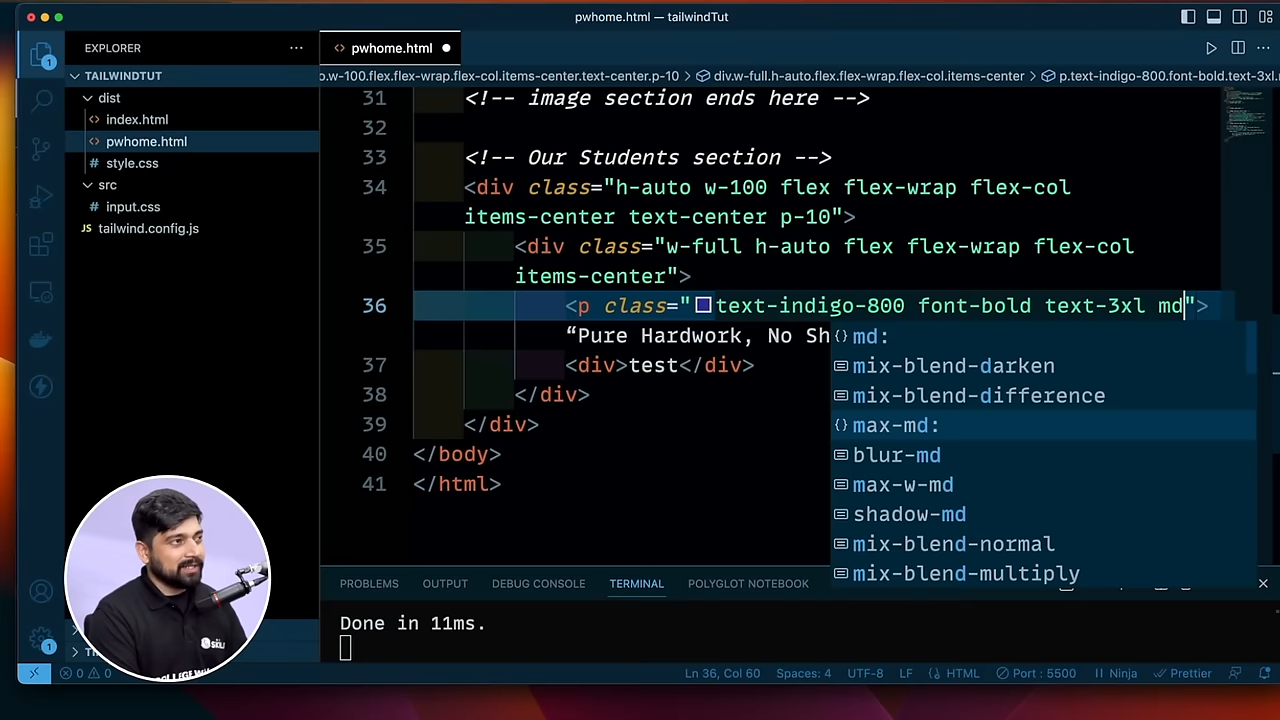 pwhome.html — tailwindTut
EXPLORER
TAILWINDTUT
dist
<> index.html
<> pwhome.html
# style.css
src
# input.css
JS tailwind.config.js
1
1
<> pwhome.html
o.w-100.flex.flex-wrap.flex-col.items-center.text-center.p-10 > div.w-full.h-auto.flex.flex-wrap.flex-col.items-center > p.text-indigo-800.font-bold.text-3xl.
31 <!-- image section ends here -->
32
33 <!-- Our Students section -->
34 <div class="h-auto w-100 flex flex-wrap flex-col
items-center text-center p-10">
35 <div class="w-full h-auto flex flex-wrap flex-col
items-center">
36 <p class="text-indigo-800 font-bold text-3xl md">
“Pure Hardwork, No Sh
37 <div>test</div>
38 </div>
39 </div>
40 </body>
41 </html>
{} md:
mix-blend-darken
mix-blend-difference
{} max-md:
blur-md
max-w-md
shadow-md
mix-blend-normal
mix-blend-multiply
PROBLEMS OUTPUT DEBUG CONSOLE TERMINAL POLYGLOT NOTEBOOK
Done in 11ms.
0 0 Ln 36, Col 60 Spaces: 4 UTF-8 LF HTML Port : 5500 Ninja Prettier